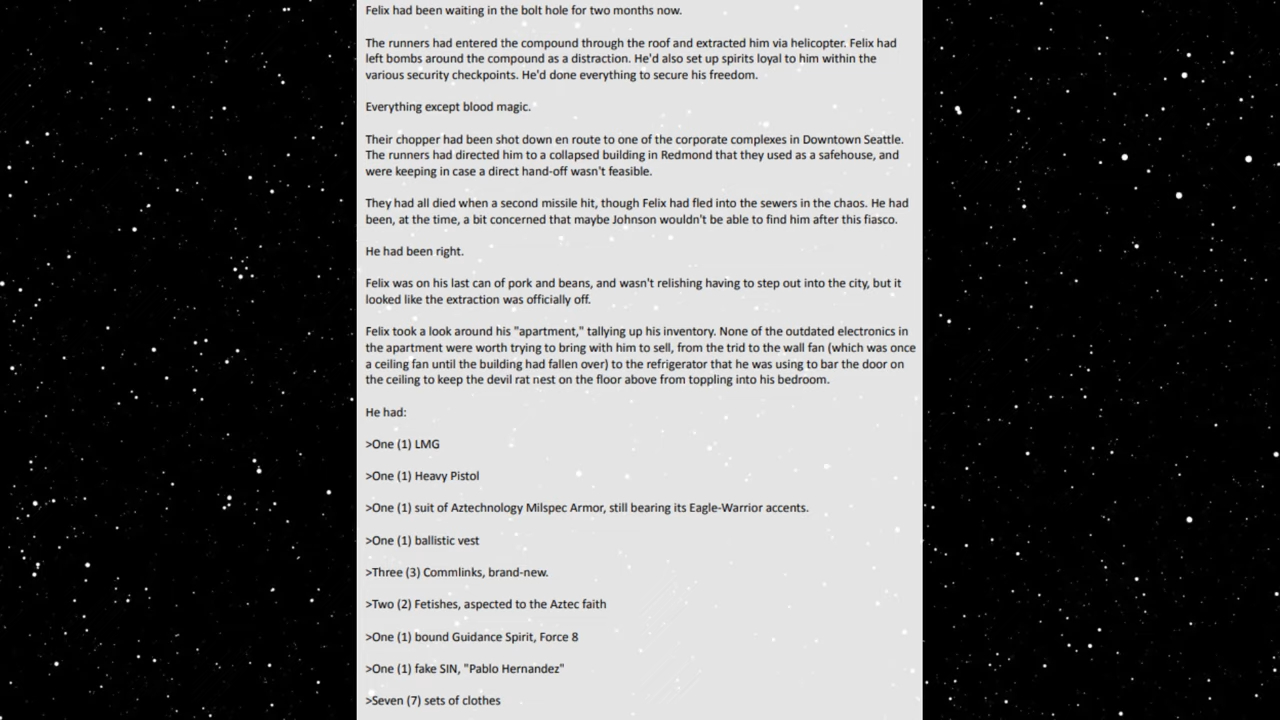 Felix had been waiting in the bolt hole for two months now.
The runners had entered the compound through the roof and extracted him via helicopter. Felix had
left bombs around the compound as a distraction. He'd also set up spirits loyal to him within the
various security checkpoints. He'd done everything to secure his freedom.
Everything except blood magic.
Their chopper had been shot down en route to one of the corporate complexes in Downtown Seattle.
The runners had directed him to a collapsed building in Redmond that they used as a safehouse, and
were keeping in case a direct hand-off wasn't feasible.
They had all died when a second missile hit, though Felix had fled into the sewers in the chaos. He had
been, at the time, a bit concerned that maybe Johnson wouldn't be able to find him after this fiasco.
He had been right.
Felix was on his last can of pork and beans, and wasn't relishing having to step out into the city, but it
looked like the extraction was officially off.
Felix took a look around his "apartment," tallying up his inventory. None of the outdated electronics in
the apartment were worth trying to bring with him to sell, from the trid to the wall fan (which was once
a ceiling fan until the building had fallen over) to the refrigerator that he was using to bar the door on
the ceiling to keep the devil rat nest on the floor above from toppling into his bedroom.
He had:
>One (1) LMG
>One (1) Heavy Pistol
>One (1) suit of Aztechnology Milspec Armor, still bearing its Eagle-Warrior accents.
>One (1) ballistic vest
>Three (3) Commlinks, brand-new.
>Two (2) Fetishes, aspected to the Aztec faith
>One (1) bound Guidance Spirit, Force 8
>One (1) fake SIN, "Pablo Hernandez"
>Seven (7) sets of clothes